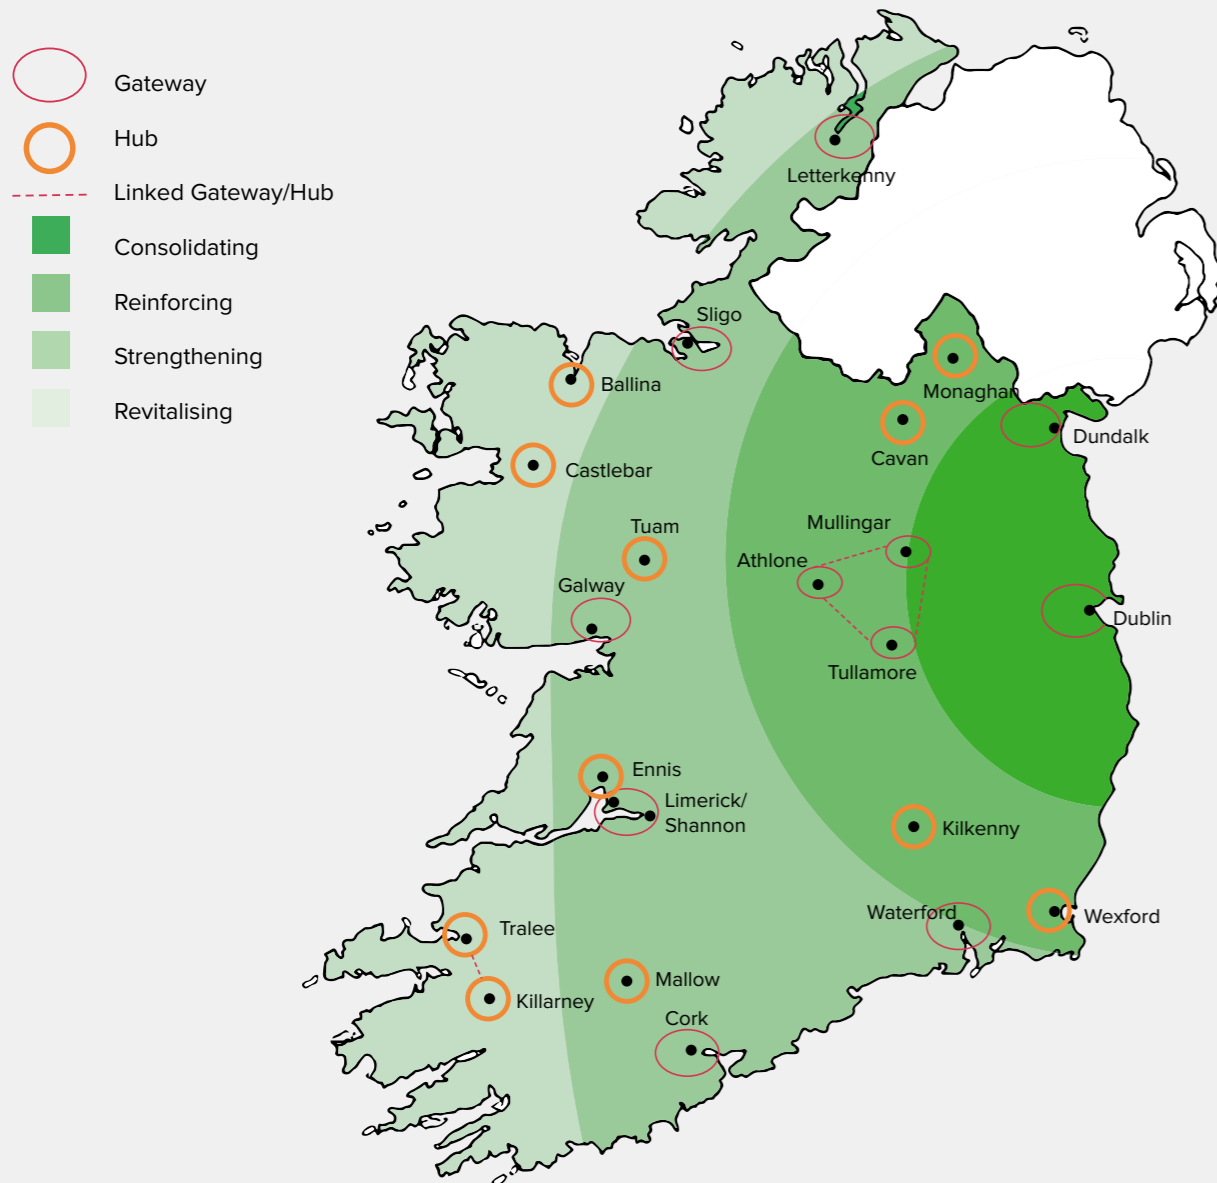 Gateway
Hub
Linked Gateway/Hub
Consolidating
Reinforcing
Strengthening
Revitalising
Letterkenny
Sligo
Ballina
Monaghan
Dundalk
Cavan
Castlebar
Tuam
Mullingar
Athlone
Galway
Dublin
Tullamore
Ennis
Limerick/
Shannon
Kilkenny
Waterford
Wexford
Tralee
Mallow
Killarney
Cork